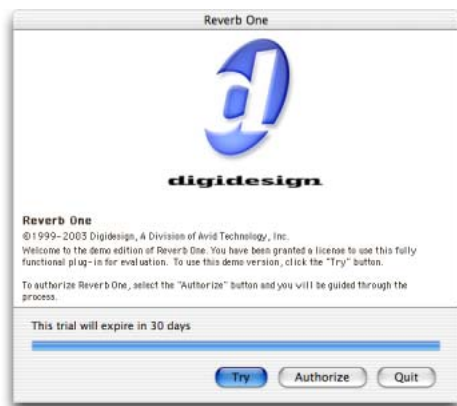 Reverb One
digidesign
Reverb One
©1999-2003 Digidesign, A Division of Avid Technology, Inc.
Welcome to the demo edition of Reverb One. You have been granted a license to use this fully
functional plug-in for evaluation. To use this demo version, click the "Try" button.
To authorize Reverb One, select the "Authorize" button and you will be guided through the
process.
This trial will expire in 30 days
Try Authorize Quit